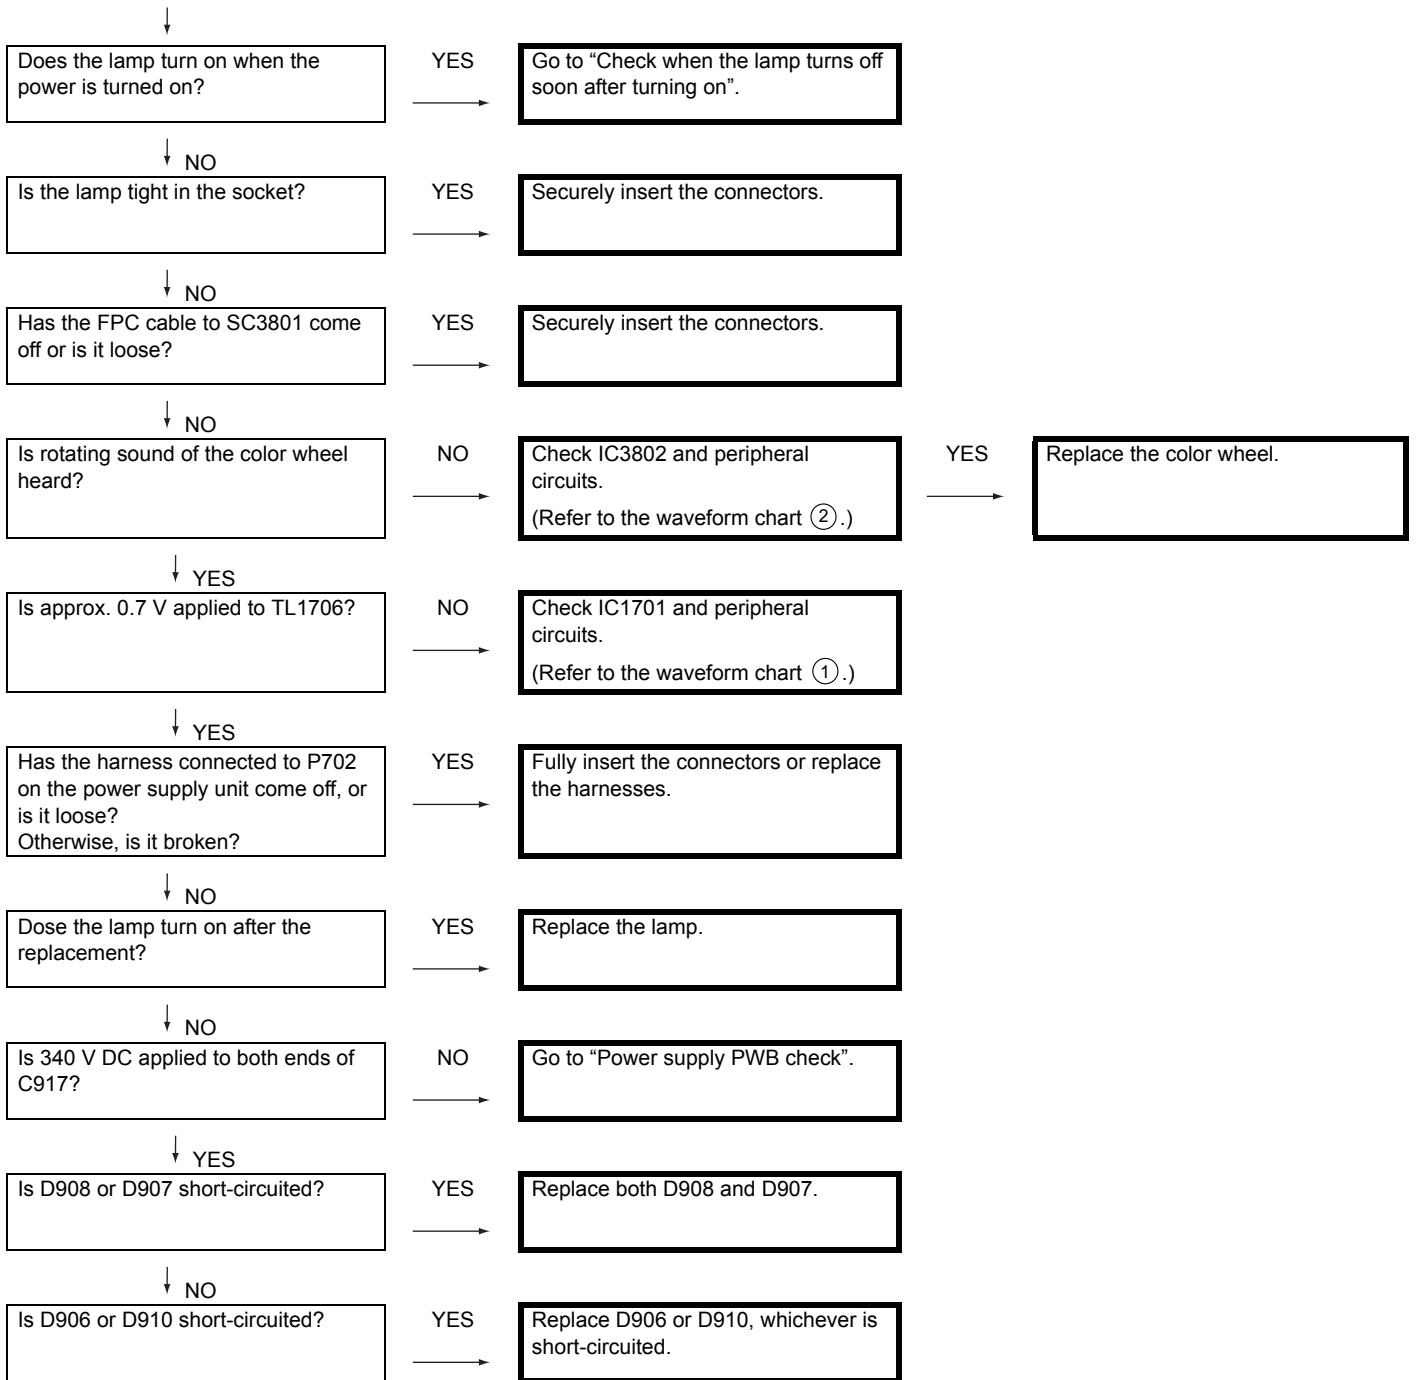 Does the lamp turn on when the
power is turned on?
YES
Go to “Check when the lamp turns off
soon after turning on”.
NO
Is the lamp tight in the socket?
YES
Securely insert the connectors.
NO
Has the FPC cable to SC3801 come
off or is it loose?
YES
Securely insert the connectors.
NO
Is rotating sound of the color wheel
heard?
NO
Check IC3802 and peripheral
circuits.
(Refer to the waveform chart ②.)
YES
Replace the color wheel.
YES
Is approx. 0.7 V applied to TL1706?
NO
Check IC1701 and peripheral
circuits.
(Refer to the waveform chart ①.)
YES
Has the harness connected to P702
on the power supply unit come off, or
is it loose?
Otherwise, is it broken?
YES
Fully insert the connectors or replace
the harnesses.
NO
Dose the lamp turn on after the
replacement?
YES
Replace the lamp.
NO
Is 340 V DC applied to both ends of
C917?
NO
Go to “Power supply PWB check”.
YES
Is D908 or D907 short-circuited?
YES
Replace both D908 and D907.
NO
Is D906 or D910 short-circuited?
YES
Replace D906 or D910, whichever is
short-circuited.